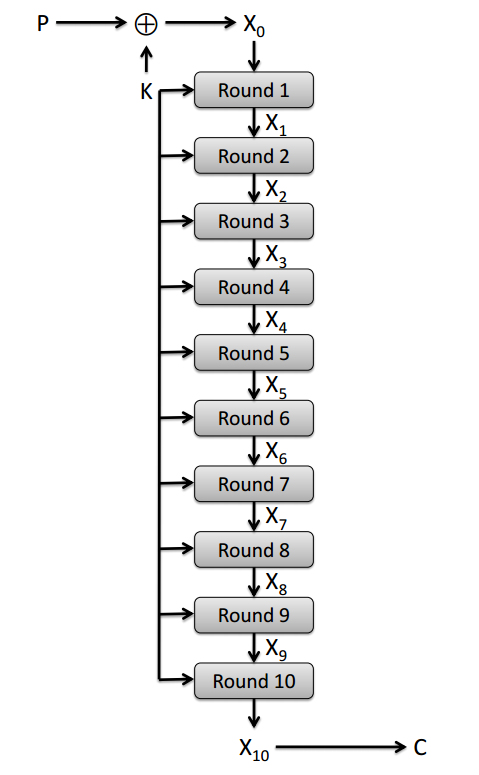 P ⊕ X₀
K
Round 1
X₁
Round 2
X₂
Round 3
X₃
Round 4
X₄
Round 5
X₅
Round 6
X₆
Round 7
X₇
Round 8
X₈
Round 9
X₉
Round 10
X₁₀ C